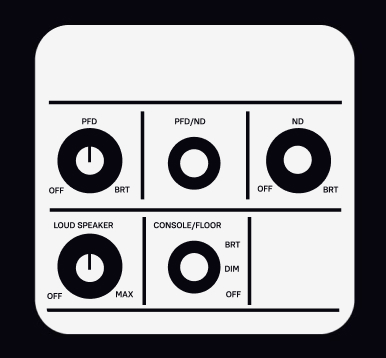 PFD
OFF
BRT
PFD/ND
ND
OFF
BRT
LOUD SPEAKER
OFF
MAX
CONSOLE/FLOOR
BRT
DIM
OFF